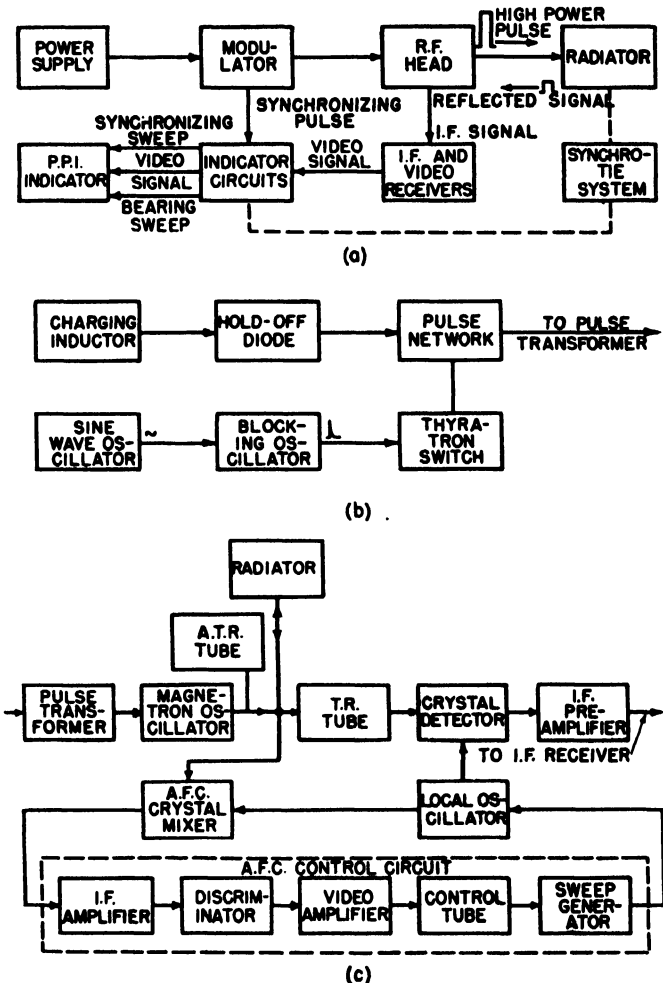 HIGH POWER
PULSE
POWER
SUPPLY
MODU-
LATOR
R.F.
HEAD
RADIATOR
REFLECTED SIGNAL
SYNCHRONIZING
PULSE
I.F. SIGNAL
SYNCHRONIZING
SWEEP
VIDEO
SIGNAL
BEARING
SWEEP
P.P.I.
INDICATOR
INDICATOR
CIRCUITS
VIDEO
SIGNAL
I.F. AND
VIDEO
RECEIVERS
SYNCHRO-
TIE
SYSTEM
(a)
CHARGING
INDUCTOR
HOLD-OFF
DIODE
PULSE
NETWORK
TO PULSE
TRANSFORMER
SINE
WAVE OS-
CILLATOR
~
BLOCK-
ING OS-
CILLATOR
THYRA-
TRON
SWITCH
(b)
RADIATOR
A.T.R.
TUBE
PULSE
TRANS-
FORMER
MAGNE-
TRON OS-
CILLATOR
T.R.
TUBE
CRYSTAL
DETECTOR
I.F.
PRE-
AMPLIFIER
TO I.F. RECEIVER
A.F.C.
CRYSTAL
MIXER
LOCAL OS-
CILLATOR
A.F.C. CONTROL CIRCUIT
I.F.
AMPLIFIER
DISCRIM-
INATOR
VIDEO
AMPLIFIER
CONTROL
TUBE
SWEEP
GENER-
ATOR
(c)